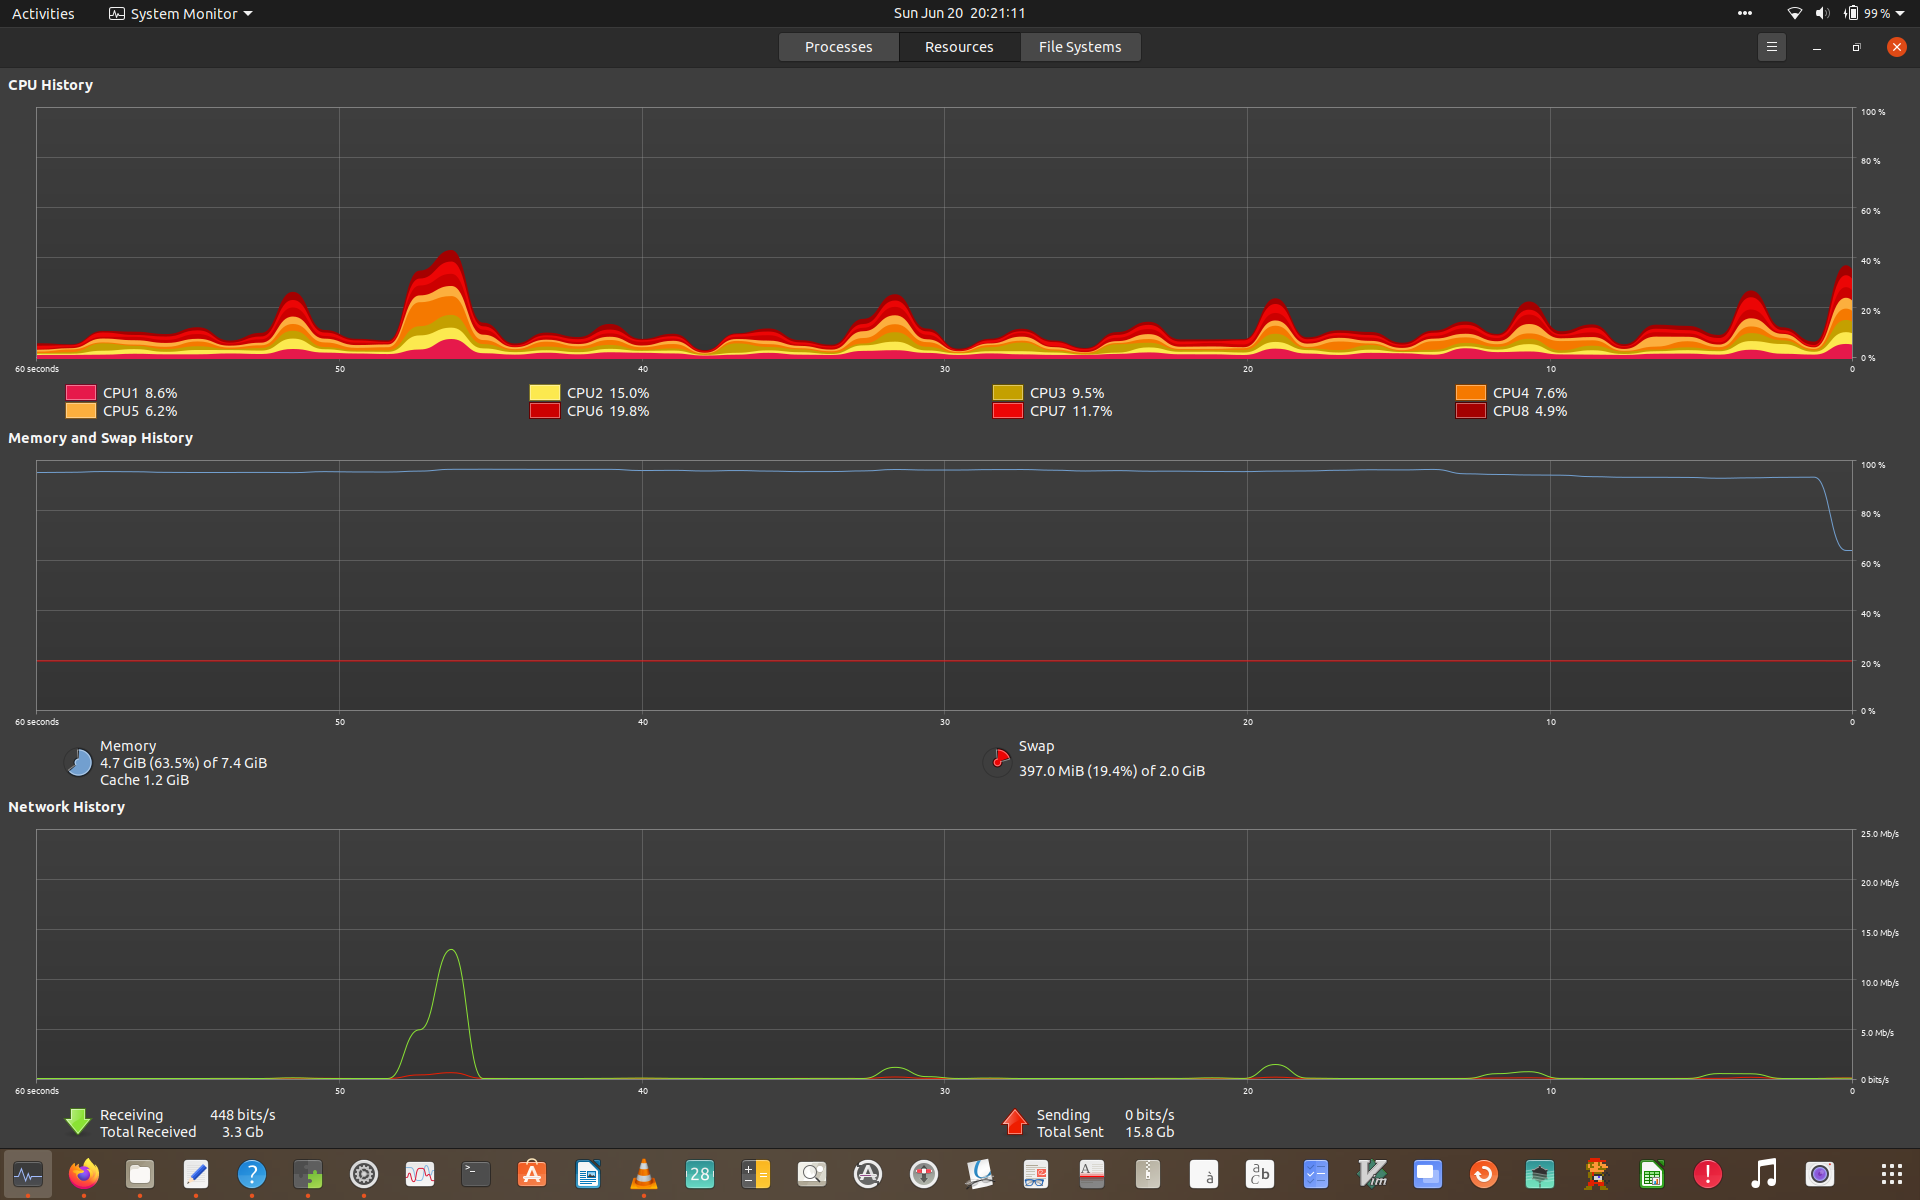 Activities System Monitor Sun Jun 20 20:21:11 99 %
Processes Resources File Systems
CPU History
100 %
80 %
60 %
40 %
20 %
0 %
60 seconds 50 40 30 20 10 0
CPU1 8.6% CPU2 15.0% CPU3 9.5% CPU4 7.6%
CPU5 6.2% CPU6 19.8% CPU7 11.7% CPU8 4.9%
Memory and Swap History
100 %
80 %
60 %
40 %
20 %
0 %
60 seconds 50 40 30 20 10 0
Memory
4.7 GiB (63.5%) of 7.4 GiB
Cache 1.2 GiB
Swap
397.0 MiB (19.4%) of 2.0 GiB
Network History
25.0 Mb/s
20.0 Mb/s
15.0 Mb/s
10.0 Mb/s
5.0 Mb/s
0 bits/s
60 seconds 50 40 30 20 10 0
Receiving 448 bits/s
Total Received 3.3 Gb
Sending 0 bits/s
Total Sent 15.8 Gb
? >_ A 28 A A à a b c Vim !